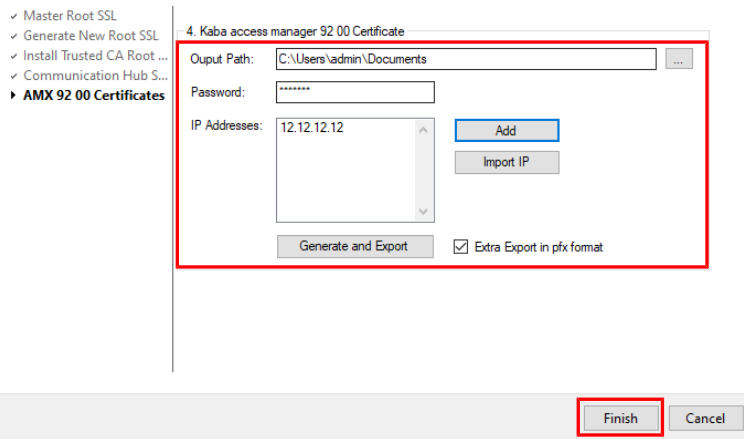 Master Root SSL
Generate New Root SSL
Install Trusted CA Root ...
Communication Hub S...
AMX 92 00 Certificates
4. Kaba access manager 92 00 Certificate
Ouput Path: C:\Users\admin\Documents ...
Password: *******
IP Addresses: 12.12.12.12 Add
Import IP
Generate and Export Extra Export in pfx format
Finish Cancel